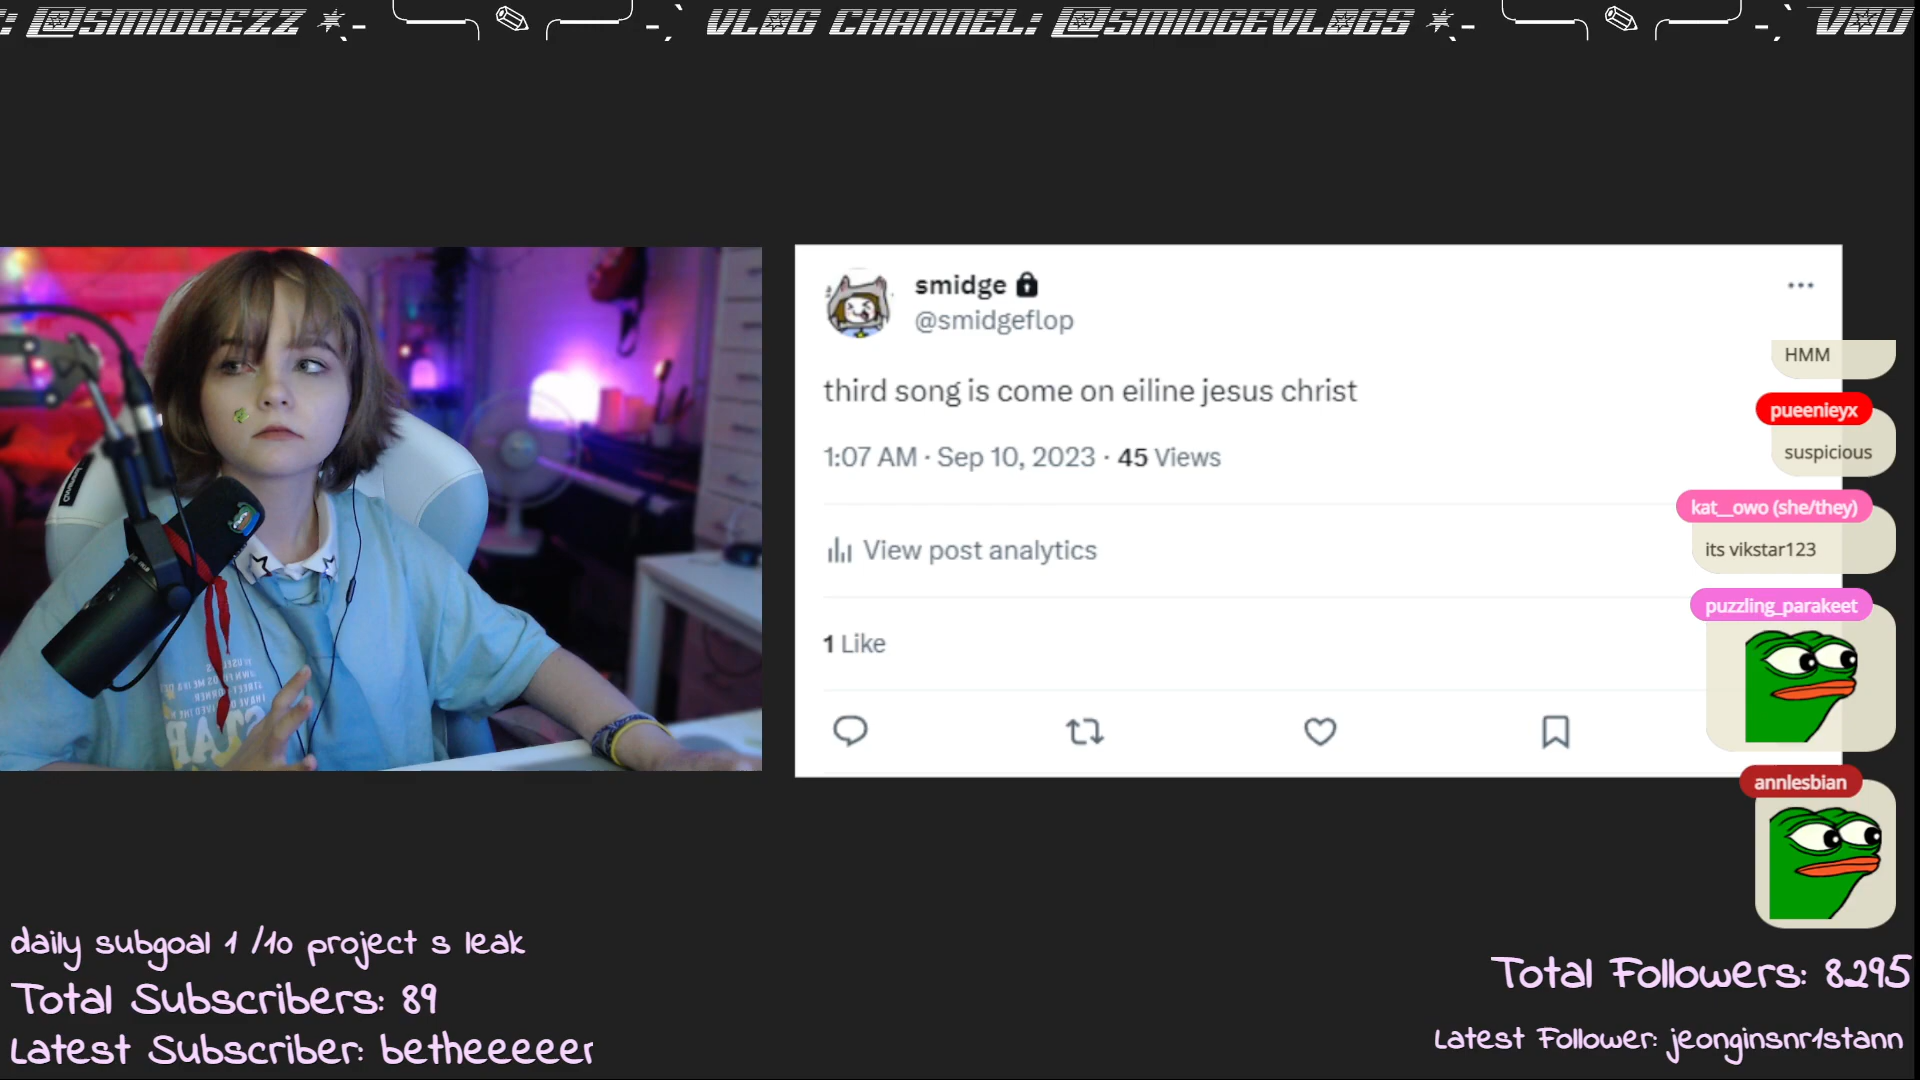 : @SMIDGEZZ
VLOG CHANNEL: @SMIDGEVLOGS
VOD
smidge
@smidgeflop
third song is come on eiline jesus christ
1:07 AM · Sep 10, 2023 · 45 Views
View post analytics
1 Like
HMM
pueenieyx
suspicious
kat__owo (she/they)
its vikstar123
puzzling_parakeet
annlesbian
daily subgoal 1 /10 project s leak
Total Subscribers: 89
Latest Subscriber: betheeeeer
Total Followers: 8295
Latest Follower: jeonginsnr1stann